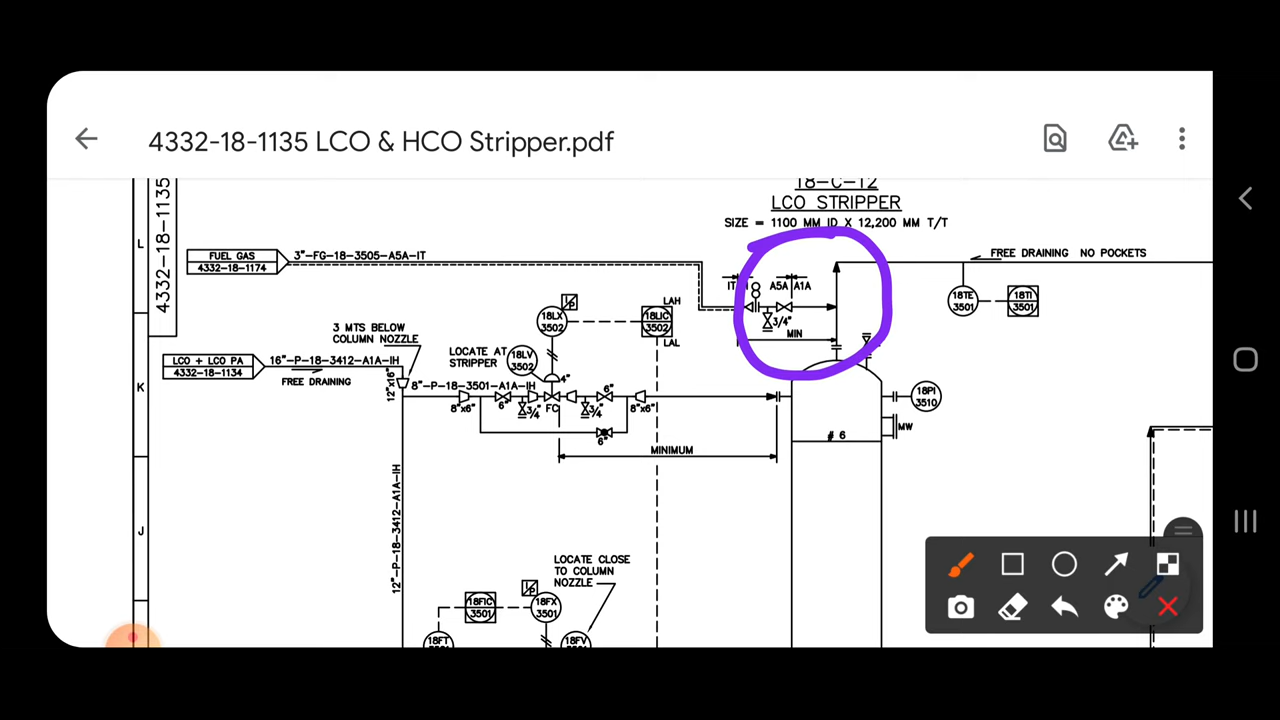 4332-18-1135 LCO & HCO Stripper.pdf
4332-18-1135
18-C-12
LCO STRIPPER
SIZE = 1100 MM ID X 12,200 MM T/T
L
FUEL GAS
4332-18-1174
3"-FG-18-3505-A5A-IT
FREE DRAINING NO POCKETS
IT
A5A
A1A
3/4"
MIN
18TE
3501
18TI
3501
I/P
18LX
3502
LAH
18LIC
3502
LAL
3 MTS BELOW
COLUMN NOZZLE
LOCATE AT
STRIPPER
18LV
3502
4"
LCO + LCO PA
4332-18-1134
16"-P-18-3412-A1A-IH
FREE DRAINING
K
12"x16"
8"-P-18-3501-A1A-IH
8"x6"
6"
3/4"
FC
3/4"
6"
8"x6"
6"
18PI
3510
MW
# 6
MINIMUM
12"-P-18-3412-A1A-IH
J
LOCATE CLOSE
TO COLUMN
NOZZLE
18FIC
3501
I/P
18FX
3501
18FT
18FV